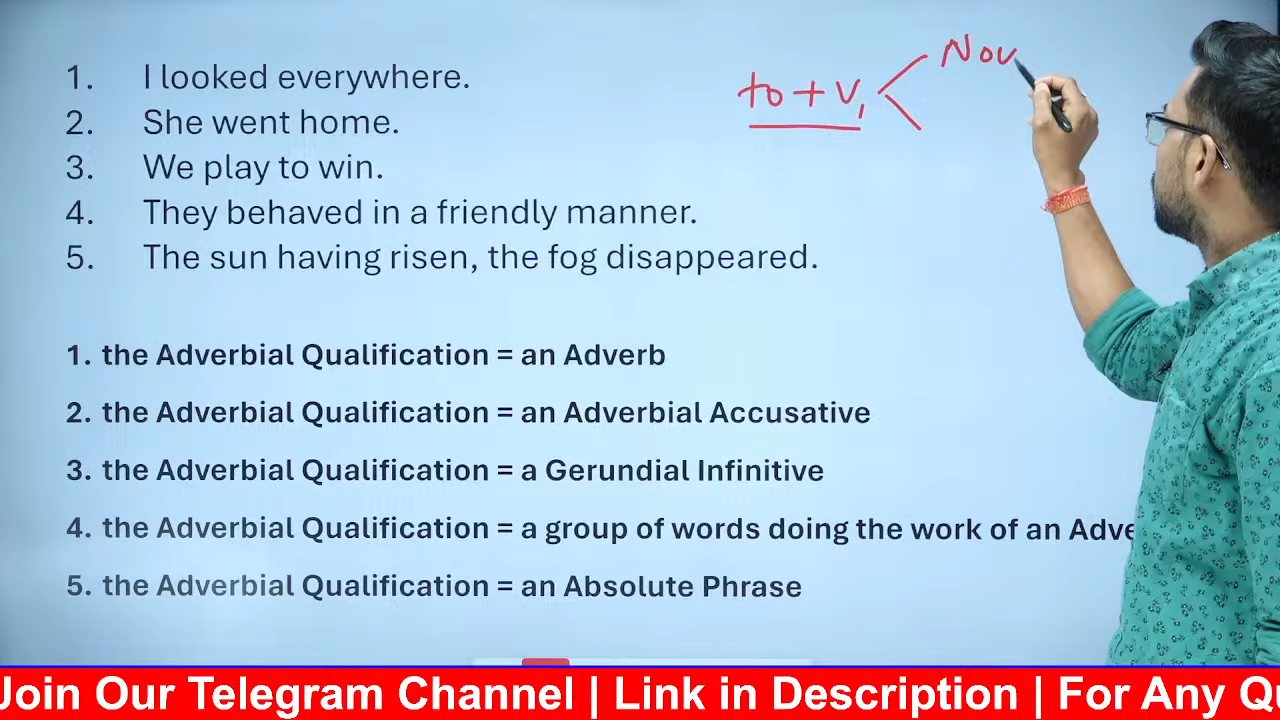 1. I looked everywhere.
2. She went home.
3. We play to win.
4. They behaved in a friendly manner.
5. The sun having risen, the fog disappeared.
to + V1
Nou
1. the Adverbial Qualification = an Adverb
2. the Adverbial Qualification = an Adverbial Accusative
3. the Adverbial Qualification = a Gerundial Infinitive
4. the Adverbial Qualification = a group of words doing the work of an Adve
5. the Adverbial Qualification = an Absolute Phrase
Join Our Telegram Channel | Link in Description | For Any Qu